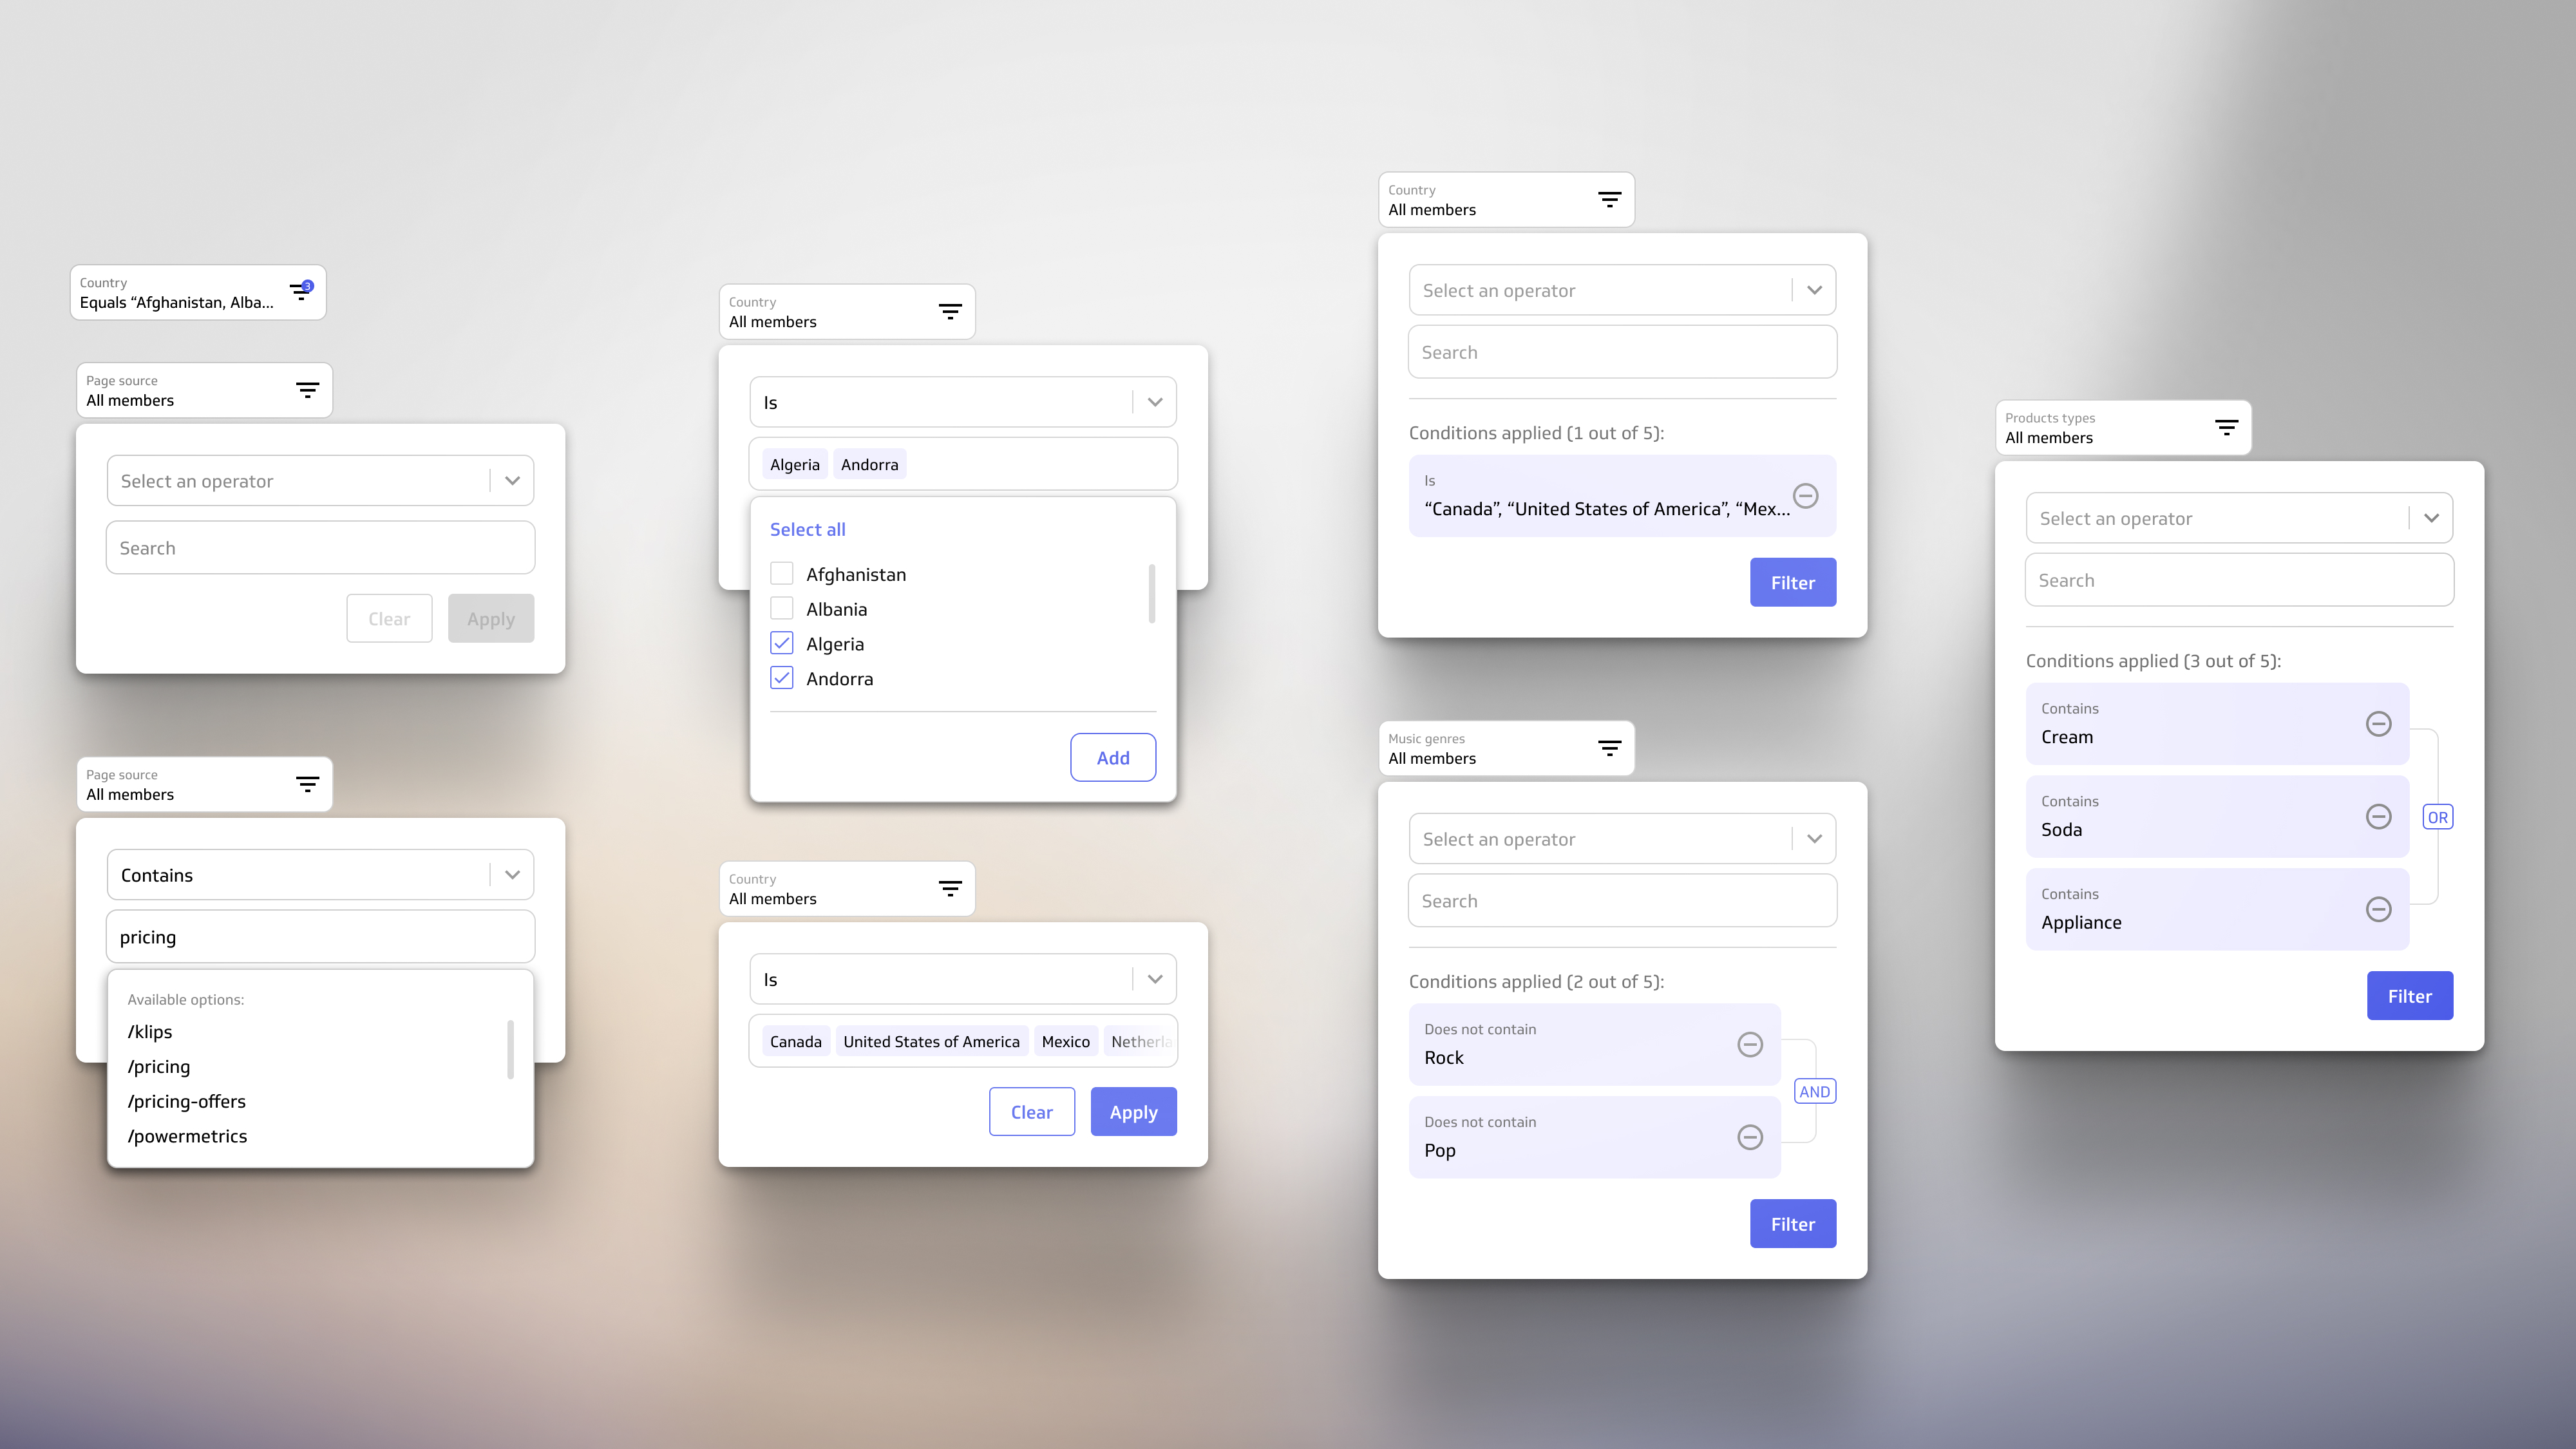 Country
Equals “Afghanistan, Alba...
3
Page source
All members
Select an operator
Search
Clear
Apply
Page source
All members
Contains
pricing
Available options:
/klips
/pricing
/pricing-offers
/powermetrics
Country
All members
Is
Algeria
Andorra
Select all
Afghanistan
Albania
Algeria
Andorra
Add
Country
All members
Is
Canada
United States of America
Mexico
Netherla
Clear
Apply
Country
All members
Select an operator
Search
Conditions applied (1 out of 5):
Is
“Canada”, “United States of America”, “Mex...
Filter
Music genres
All members
Select an operator
Search
Conditions applied (2 out of 5):
Does not contain
Rock
AND
Does not contain
Pop
Filter
Products types
All members
Select an operator
Search
Conditions applied (3 out of 5):
Contains
Cream
Contains
Soda
OR
Contains
Appliance
Filter